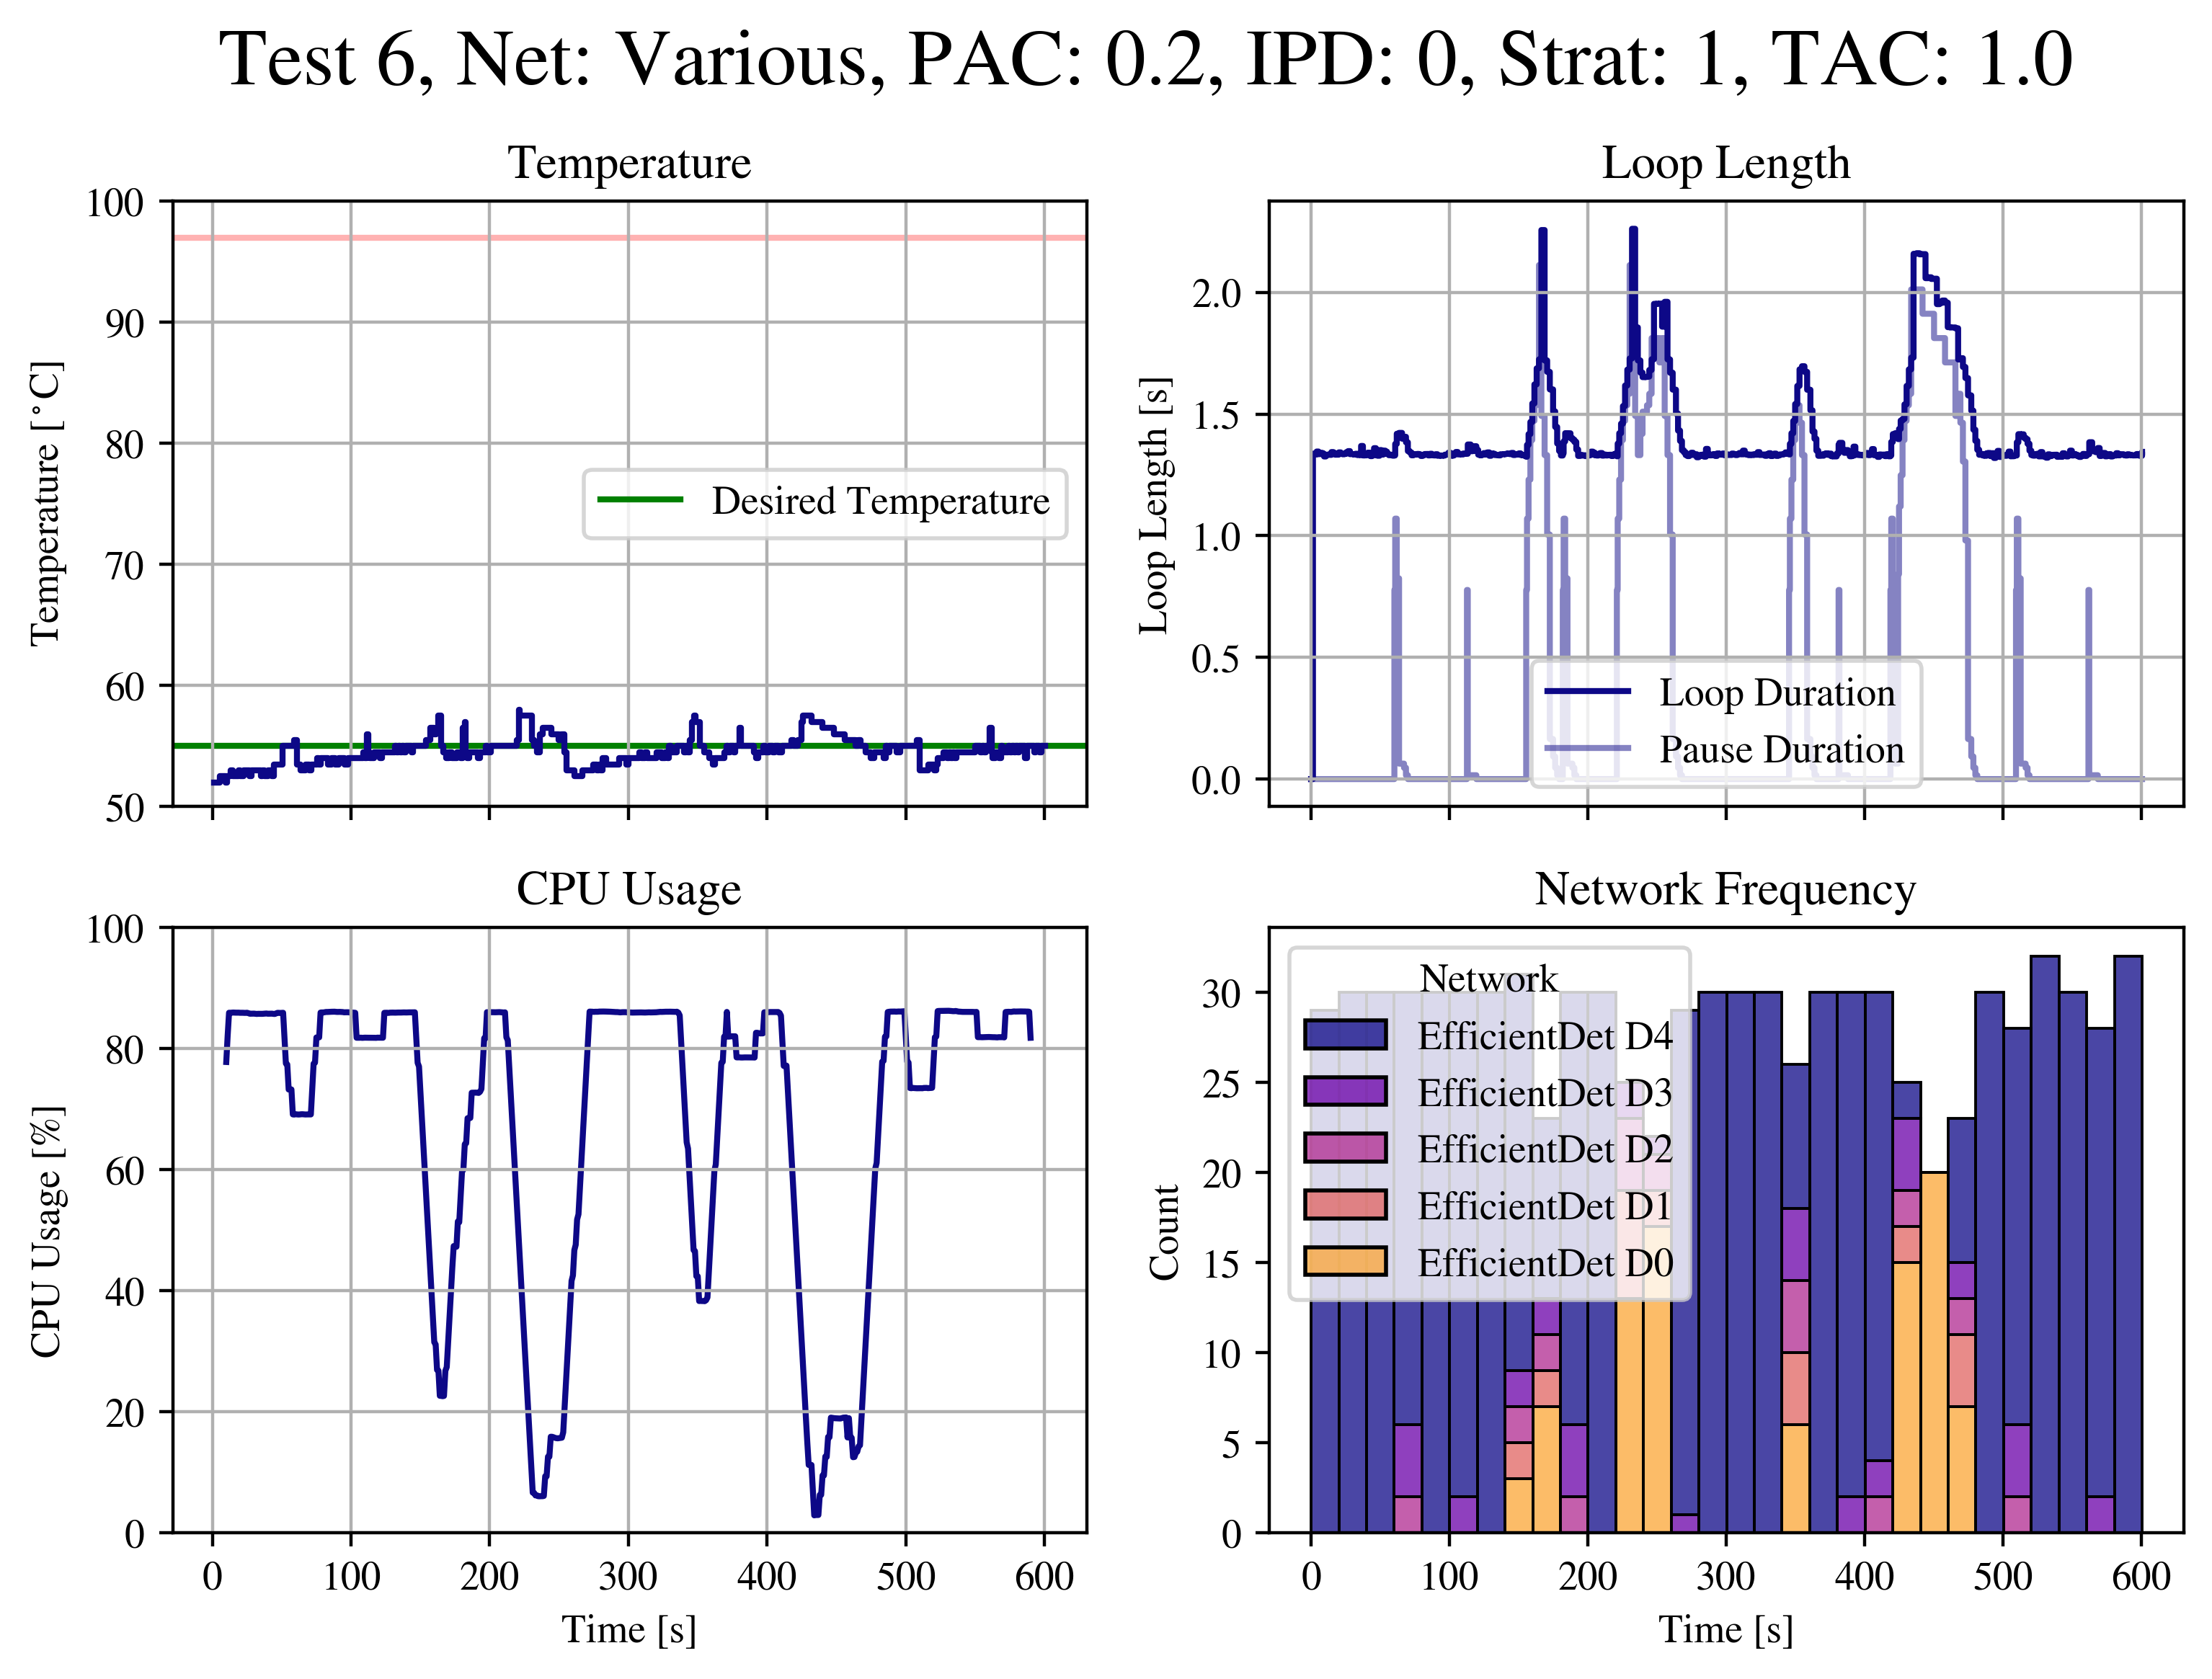 Test 6, Net: Various, PAC: 0.2, IPD: 0, Strat: 1, TAC: 1.0
Temperature
100
90
80
70
60
50
Temperature [°C]
Desired Temperature
Loop Length
2.0
1.5
1.0
0.5
0.0
Loop Length [s]
Loop Duration
Pause Duration
CPU Usage
100
80
60
40
20
0
CPU Usage [%]
0 100 200 300 400 500 600
Time [s]
Network Frequency
30
25
20
15
10
5
0
Count
Network
EfficientDet D4
EfficientDet D3
EfficientDet D2
EfficientDet D1
EfficientDet D0
0 100 200 300 400 500 600
Time [s]